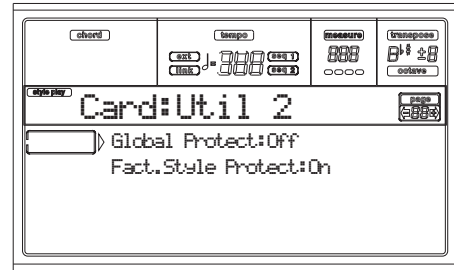 chord tempo measure transpose
ext seq 1
link seq 2
octave
style play Card:Util 2 page
Global Protect:Off
Fact.Style Protect:On